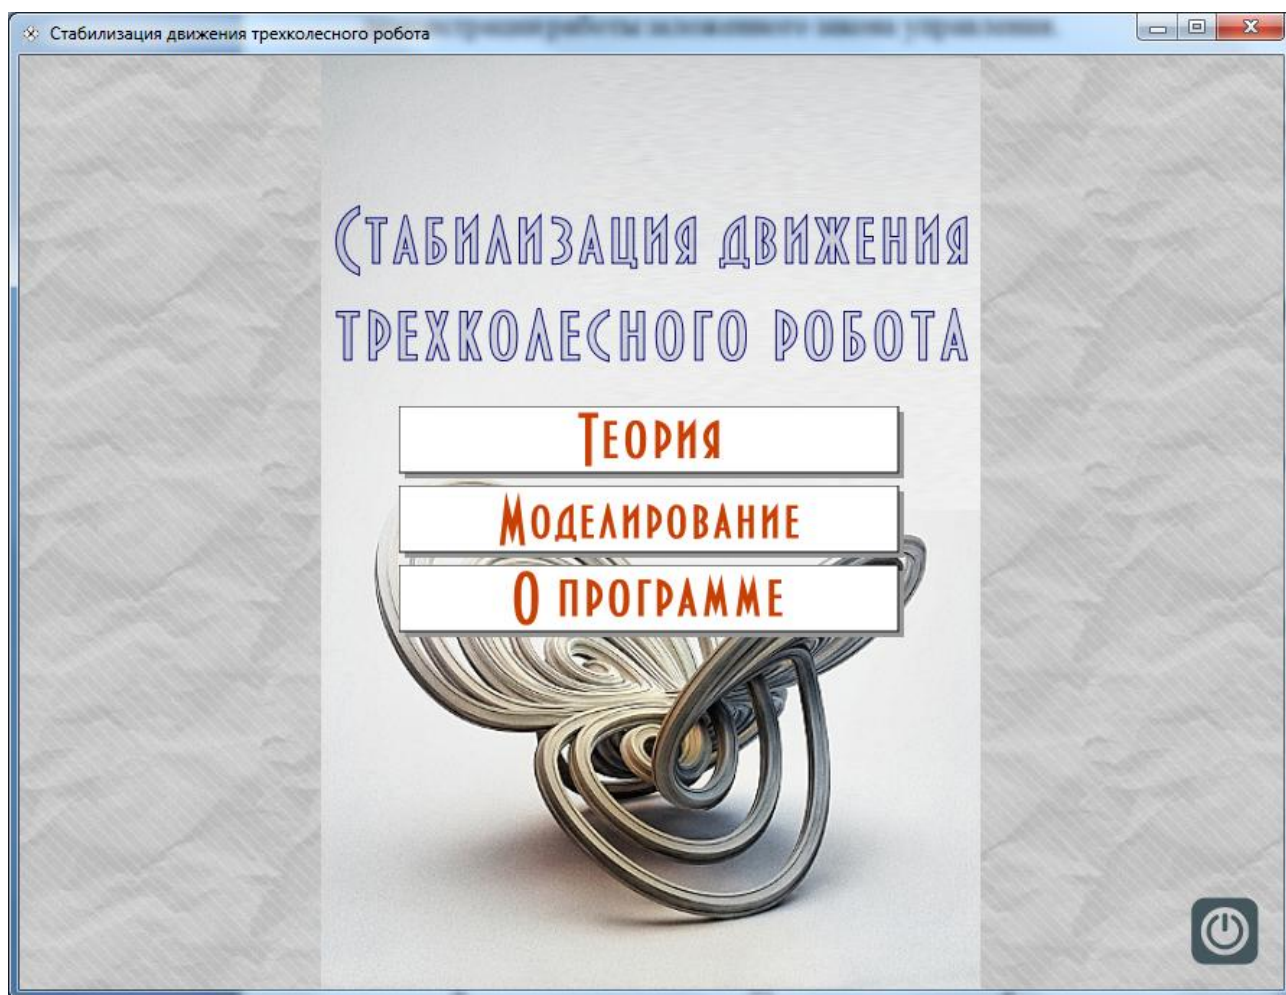 Стабилизация движения трехколесного робота
Стабилизация движения
трехколесного робота
Теория
Моделирование
О программе